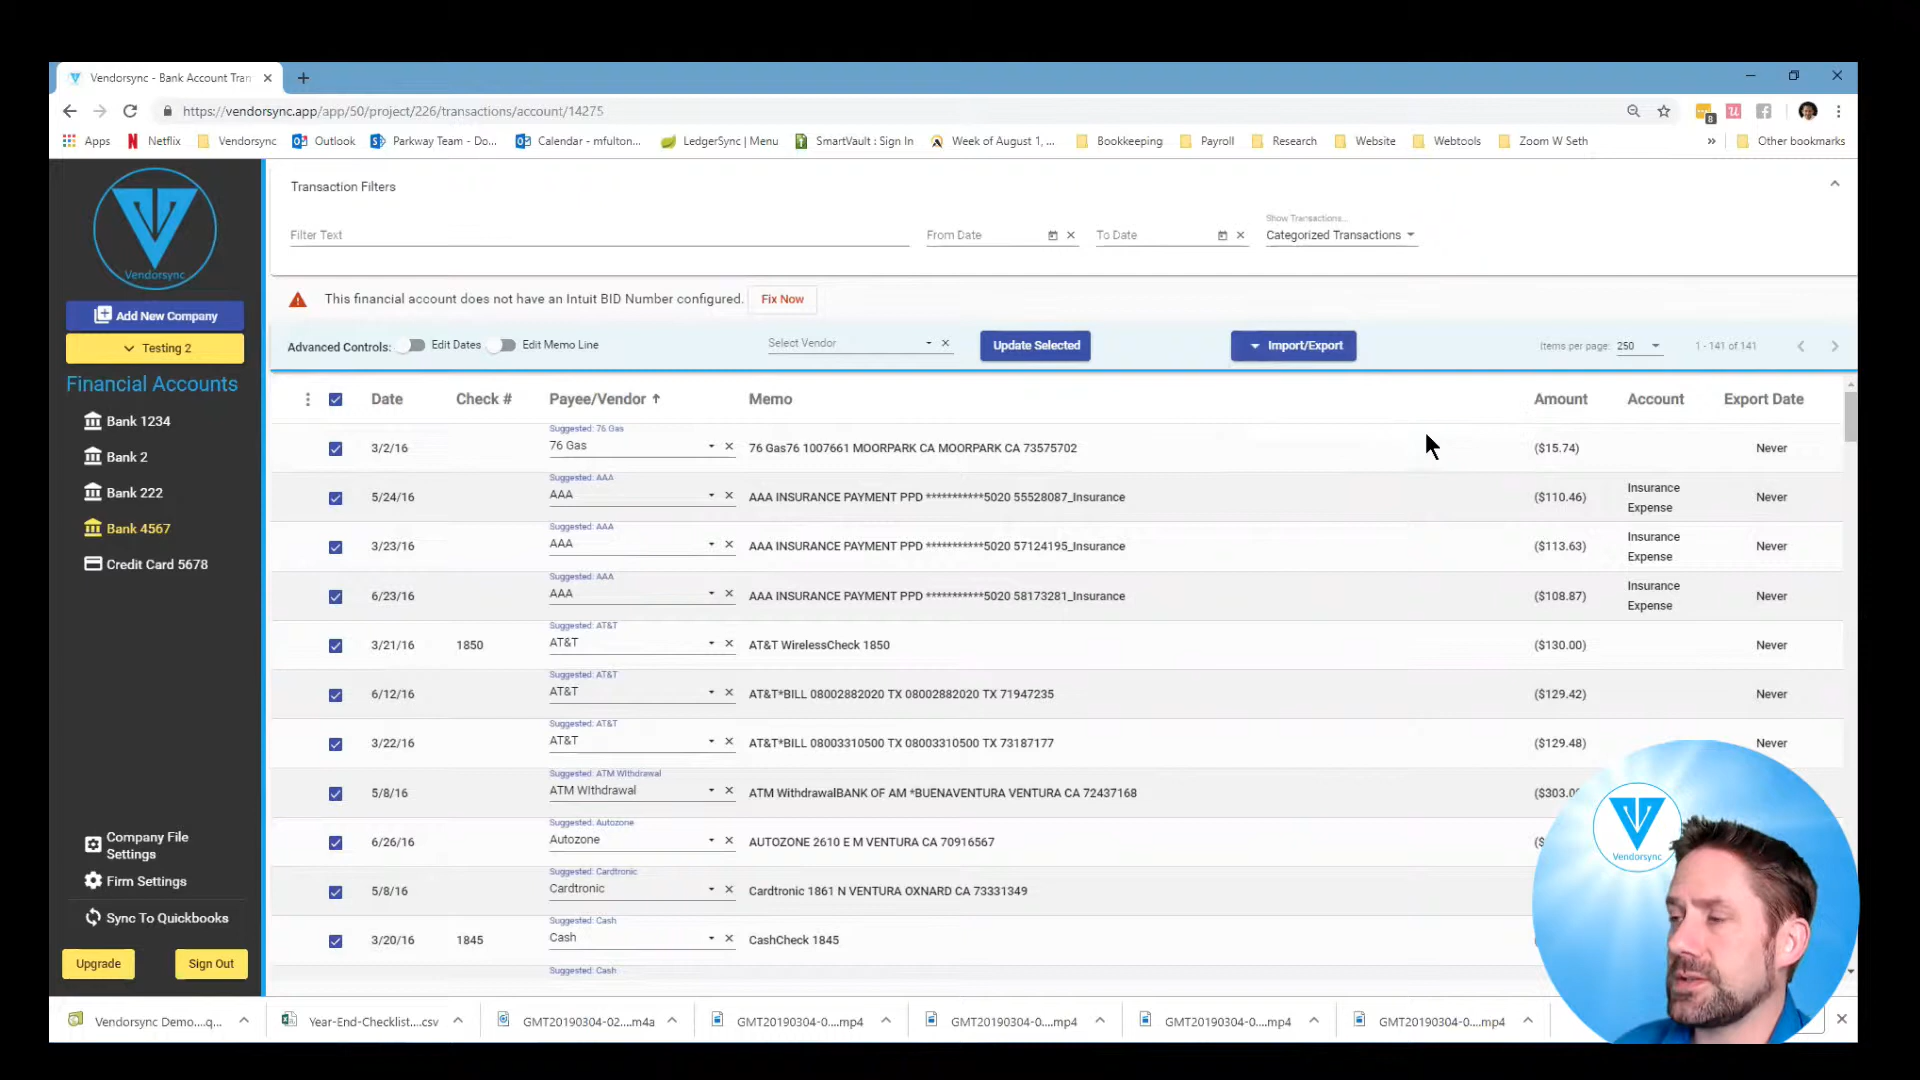 Vendorsync - Bank Account Tran
https://vendorsync.app/app/50/project/226/transactions/account/14275
8
Apps Netflix Vendorsync Outlook Parkway Team - Do... Calendar - mfulton... LedgerSync | Menu SmartVault : Sign In Week of August 1, ... Bookkeeping Payroll Research Website Webtools Zoom W Seth » Other bookmarks
Vendorsync
Add New Company
Testing 2
Financial Accounts
Bank 1234
Bank 2
Bank 222
Bank 4567
Credit Card 5678
Company File Settings
Firm Settings
Sync To Quickbooks
Upgrade Sign Out
Transaction Filters
Show Transactions...
Filter Text From Date To Date Categorized Transactions
This financial account does not have an Intuit BID Number configured. Fix Now
Advanced Controls: Edit Dates Edit Memo Line Select Vendor Update Selected Import/Export Items per page: 250 1 - 141 of 141
Date Check # Payee/Vendor Memo Amount Account Export Date
Suggested: 76 Gas
3/2/16 76 Gas 76 Gas76 1007661 MOORPARK CA MOORPARK CA 73575702 ($15.74) Never
Suggested: AAA
5/24/16 AAA AAA INSURANCE PAYMENT PPD ***********5020 55528087_Insurance ($110.46) Insurance Expense Never
Suggested: AAA
3/23/16 AAA AAA INSURANCE PAYMENT PPD ***********5020 57124195_Insurance ($113.63) Insurance Expense Never
Suggested: AAA
6/23/16 AAA AAA INSURANCE PAYMENT PPD ***********5020 58173281_Insurance ($108.87) Insurance Expense Never
Suggested: AT&T
3/21/16 1850 AT&T AT&T WirelessCheck 1850 ($130.00) Never
Suggested: AT&T
6/12/16 AT&T AT&T*BILL 08002882020 TX 08002882020 TX 71947235 ($129.42) Never
Suggested: AT&T
3/22/16 AT&T AT&T*BILL 08003310500 TX 08003310500 TX 73187177 ($129.48) Never
Suggested: ATM WIthdrawal
5/8/16 ATM WIthdrawal ATM WithdrawalBANK OF AM *BUENAVENTURA VENTURA CA 72437168 ($303.0
Suggested: Autozone
6/26/16 Autozone AUTOZONE 2610 E M VENTURA CA 70916567
Suggested: Cardtronic
5/8/16 Cardtronic Cardtronic 1861 N VENTURA OXNARD CA 73331349
Suggested: Cash
3/20/16 1845 Cash CashCheck 1845
Suggested: Cash
Vendorsync
Vendorsync Demo....q... Year-End-Checklist....csv GMT20190304-02....m4a GMT20190304-0....mp4 GMT20190304-0....mp4 GMT20190304-0....mp4 GMT20190304-0....mp4